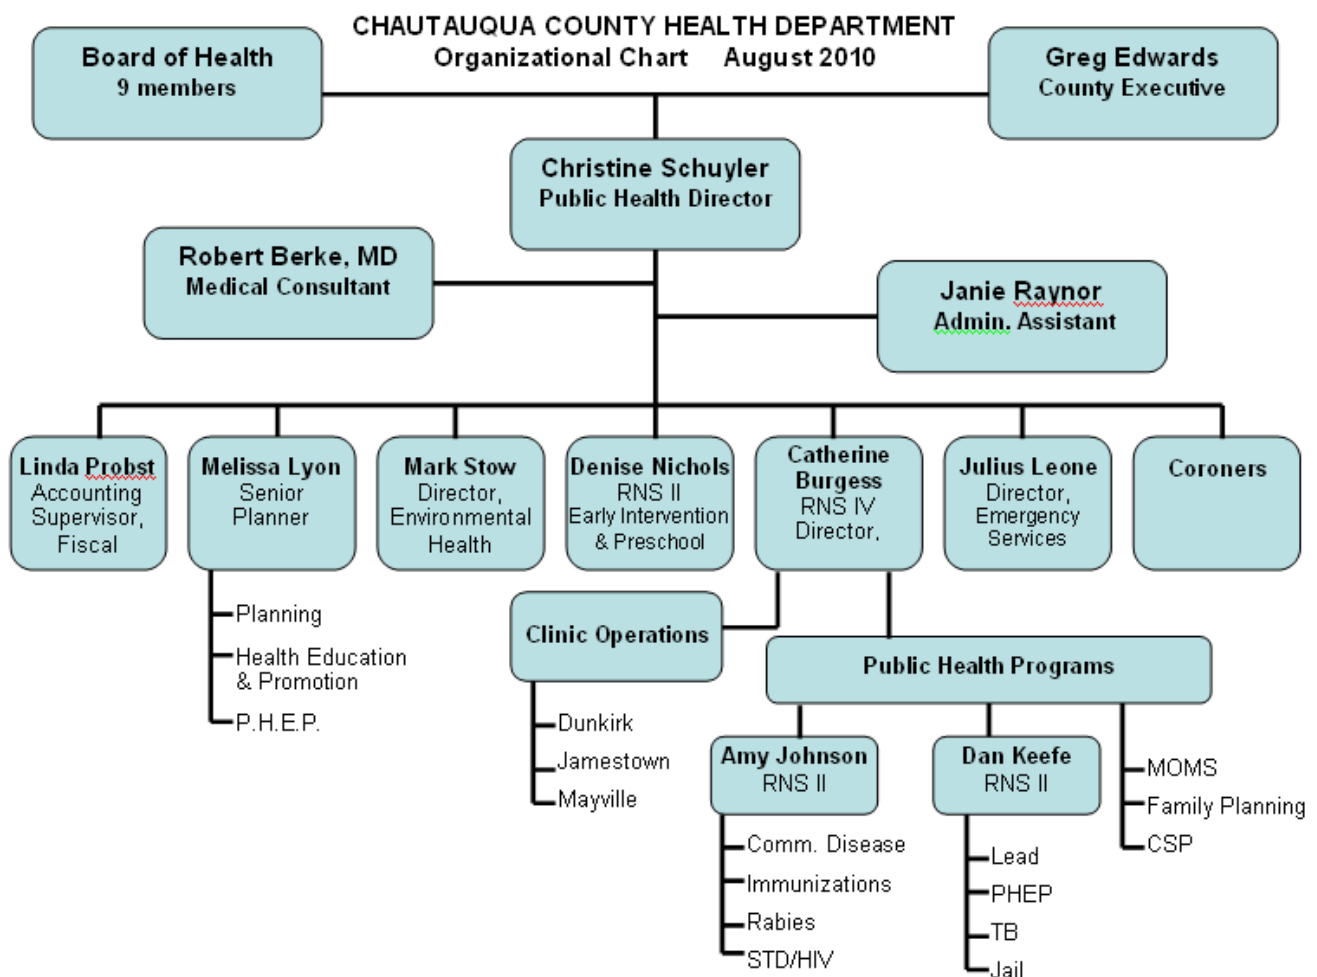 CHAUTAUQUA COUNTY HEALTH DEPARTMENT
Organizational Chart August 2010
Board of Health
9 members
Greg Edwards
County Executive
Christine Schuyler
Public Health Director
Robert Berke, MD
Medical Consultant
Janie Raynor
Admin. Assistant
Linda Probst
Accounting
Supervisor,
Fiscal
Melissa Lyon
Senior
Planner
Mark Stow
Director,
Environmental
Health
Denise Nichols
RNS II
Early Intervention
& Preschool
Catherine
Burgess
RNS IV
Director,
Julius Leone
Director,
Emergency
Services
Coroners
Planning
Health Education
& Promotion
P.H.E.P.
Clinic Operations
Dunkirk
Jamestown
Mayville
Public Health Programs
Amy Johnson
RNS II
Comm. Disease
Immunizations
Rabies
STD/HIV
Dan Keefe
RNS II
Lead
PHEP
TB
Jail
MOMS
Family Planning
CSP